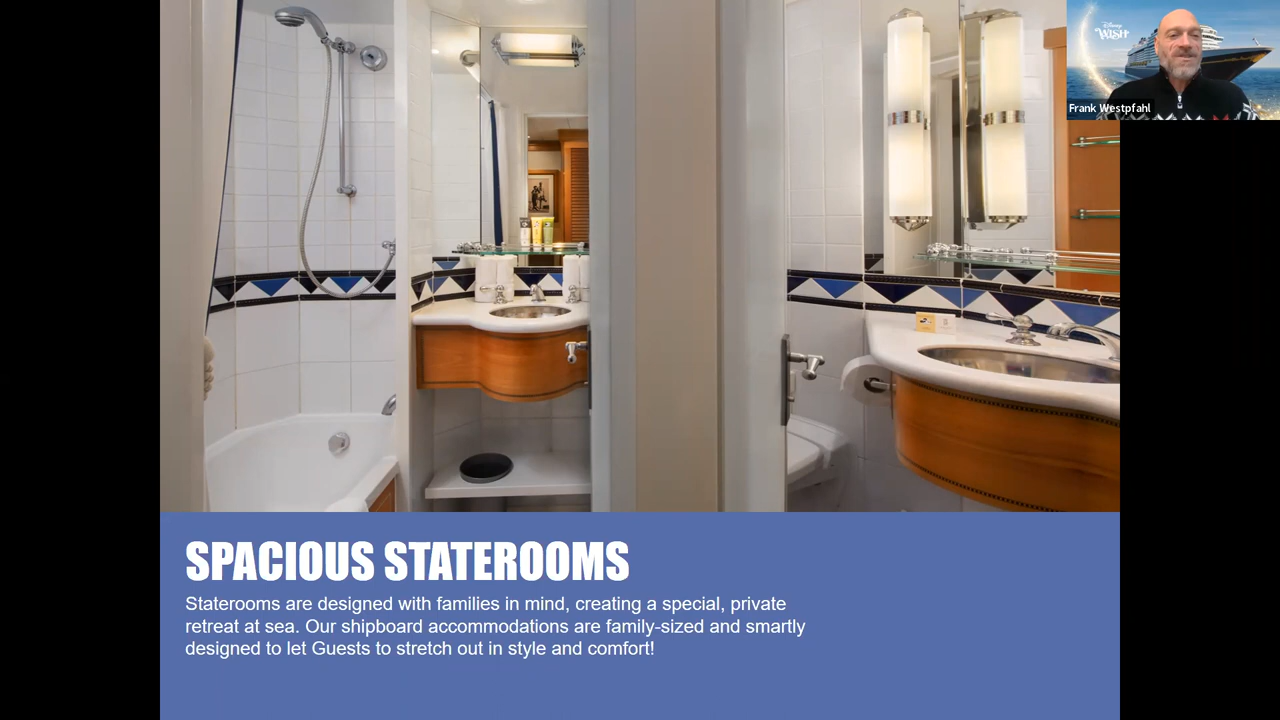 Disney
WISH
Frank Westpfahl
SPACIOUS STATEROOMS
Staterooms are designed with families in mind, creating a special, private
retreat at sea. Our shipboard accommodations are family-sized and smartly
designed to let Guests to stretch out in style and comfort!